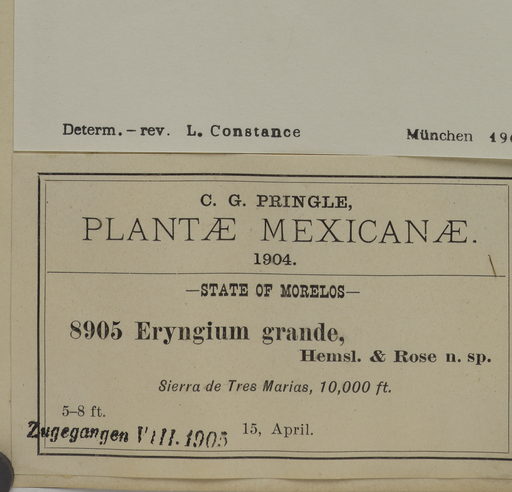 Determ. – rev. L. Constance München
C. G. PRINGLE,
PLANTÆ MEXICANÆ.
1904.
—STATE OF MORELOS—
8905 Eryngium grande,
Hemsl. & Rose n. sp.
Sierra de Tres Marias, 10,000 ft.
5–8 ft.
Zugegangen VIII. 1905 15, April.